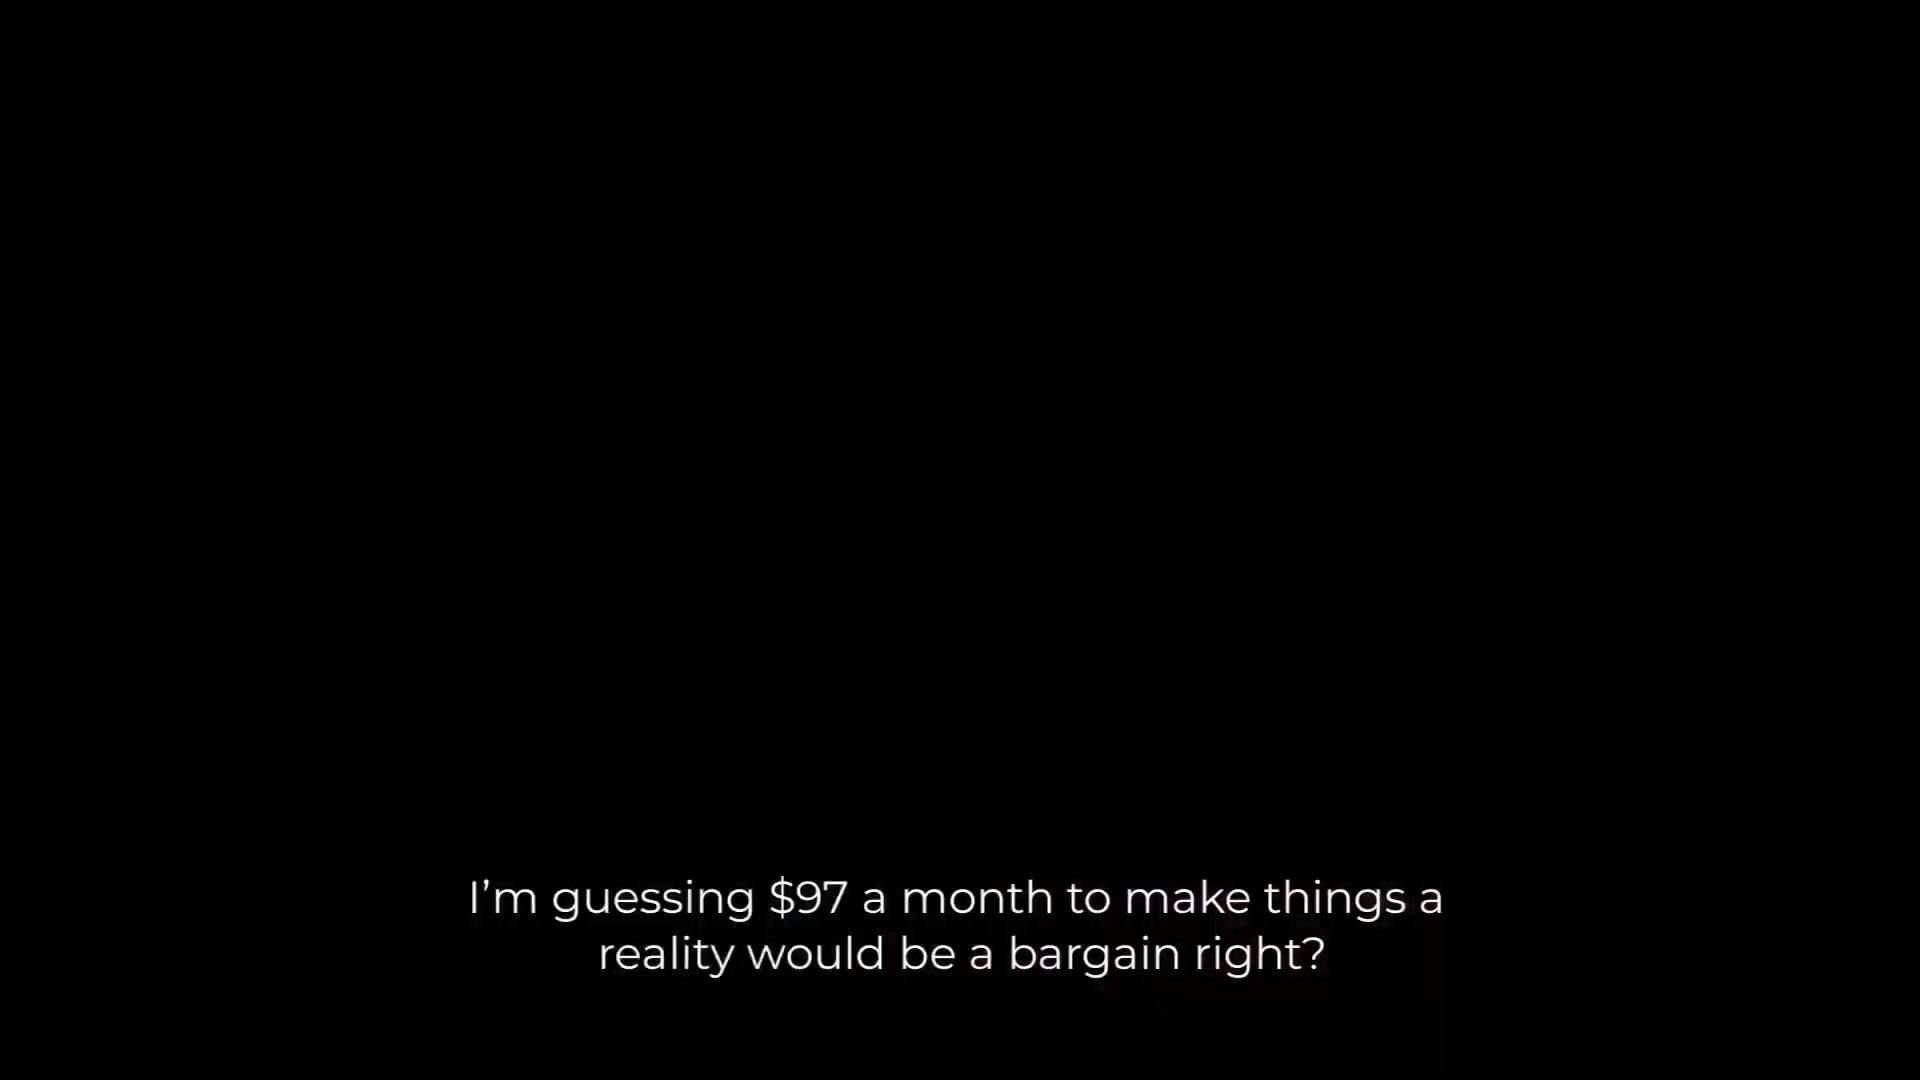 I’m guessing $97 a month to make things a
reality would be a bargain right?